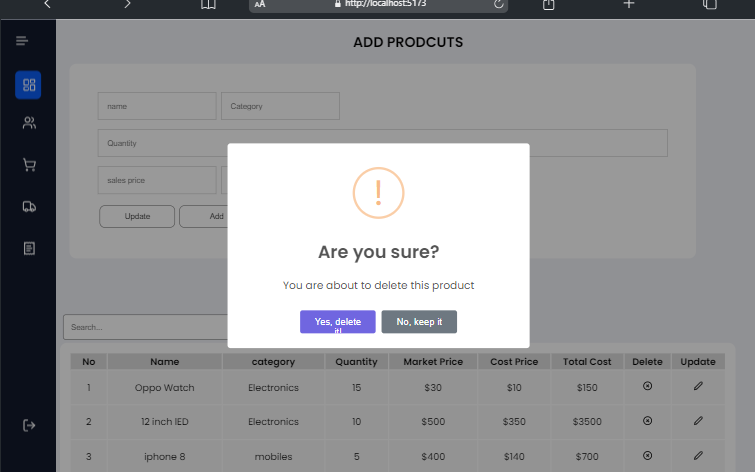 AA http://localhost:5173
ADD PRODCUTS
name Category
Quantity
sales price
Update Add
!
Are you sure?
You are about to delete this product
Yes, delete it! No, keep it
Search...
No Name category Quantity Market Price Cost Price Total Cost Delete Update
1 Oppo Watch Electronics 15 $30 $10 $150
2 12 inch lED Electronics 10 $500 $350 $3500
3 iphone 8 mobiles 5 $400 $140 $700